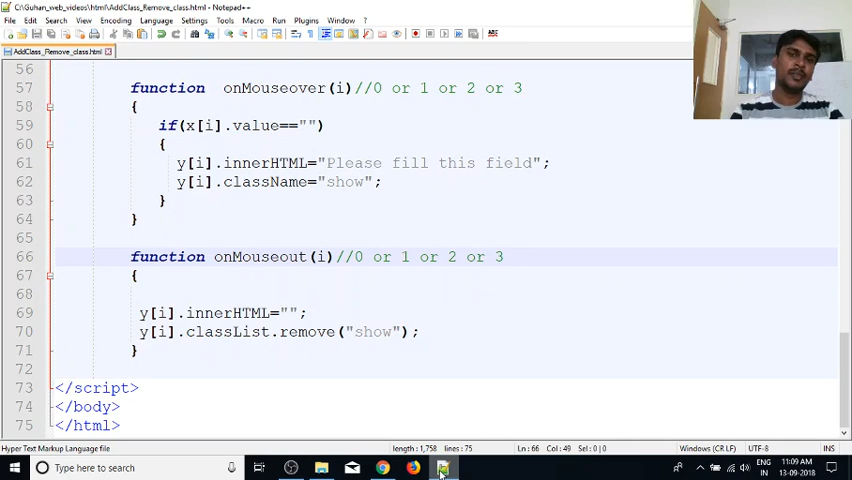 C:\Guhan_web_videos\html\AddClass_Remove_class.html - Notepad++
File Edit Search View Encoding Language Settings Tools Macro Run Plugins Window ?
X
AddClass_Remove_class.html
56
57 function onMouseover(i)//0 or 1 or 2 or 3
58 {
59 if(x[i].value=="")
60 {
61 y[i].innerHTML="Please fill this field";
62 y[i].className="show";
63 }
64 }
65
66 function onMouseout(i)//0 or 1 or 2 or 3
67 {
68
69 y[i].innerHTML="";
70 y[i].classList.remove("show");
71 }
72
73 </script>
74 </body>
75 </html>
Hyper Text Markup Language file length : 1,758 lines : 75 Ln : 66 Col : 49 Sel : 0 | 0 Windows (CR LF) UTF-8 INS
Type here to search ENG 11:09 AM
IN 13-09-2018